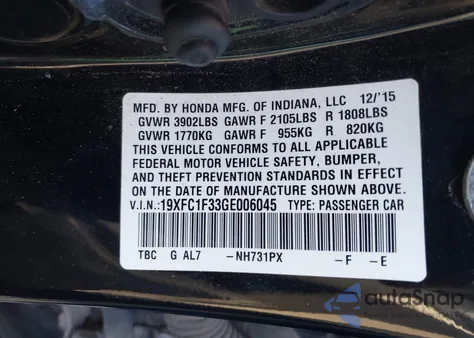 MFD. BY HONDA MFG. OF INDIANA, LLC 12/'15
GVWR 3902LBS GAWR F 2105LBS R 1808LBS
GVWR 1770KG GAWR F 955KG R 820KG
THIS VEHICLE CONFORMS TO ALL APPLICABLE
FEDERAL MOTOR VEHICLE SAFETY, BUMPER,
AND THEFT PREVENTION STANDARDS IN EFFECT
ON THE DATE OF MANUFACTURE SHOWN ABOVE.
V.I.N.: 19XFC1F33GE006045 TYPE: PASSENGER CAR
TBC G AL7 -NH731PX -F -E
autoSnap